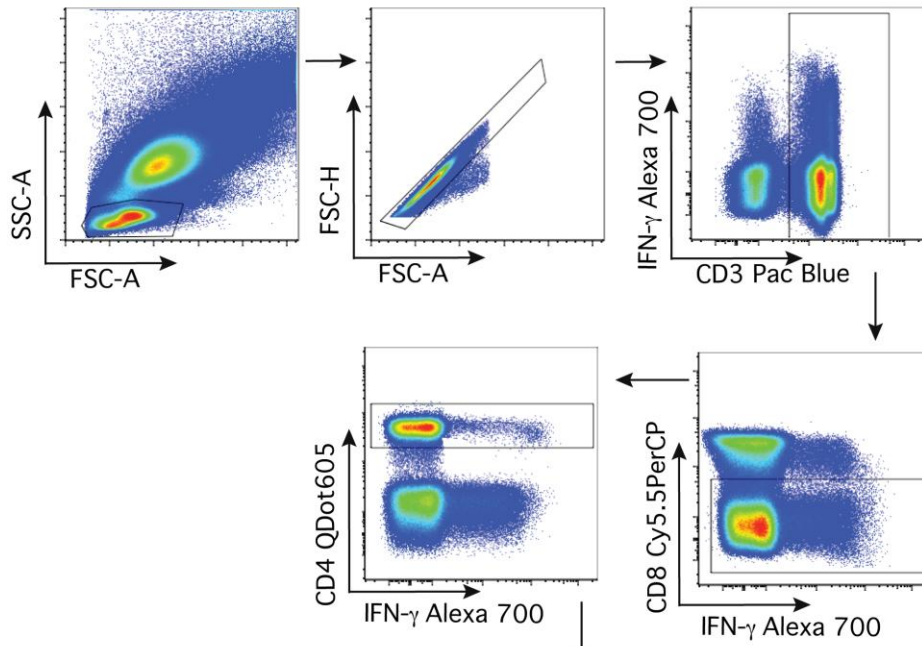 SSC-A
FSC-A
FSC-H
FSC-A
IFN-γ Alexa 700
CD3 Pac Blue
CD4 QDot605
IFN-γ Alexa 700
CD8 Cy5.5PerCP
IFN-γ Alexa 700